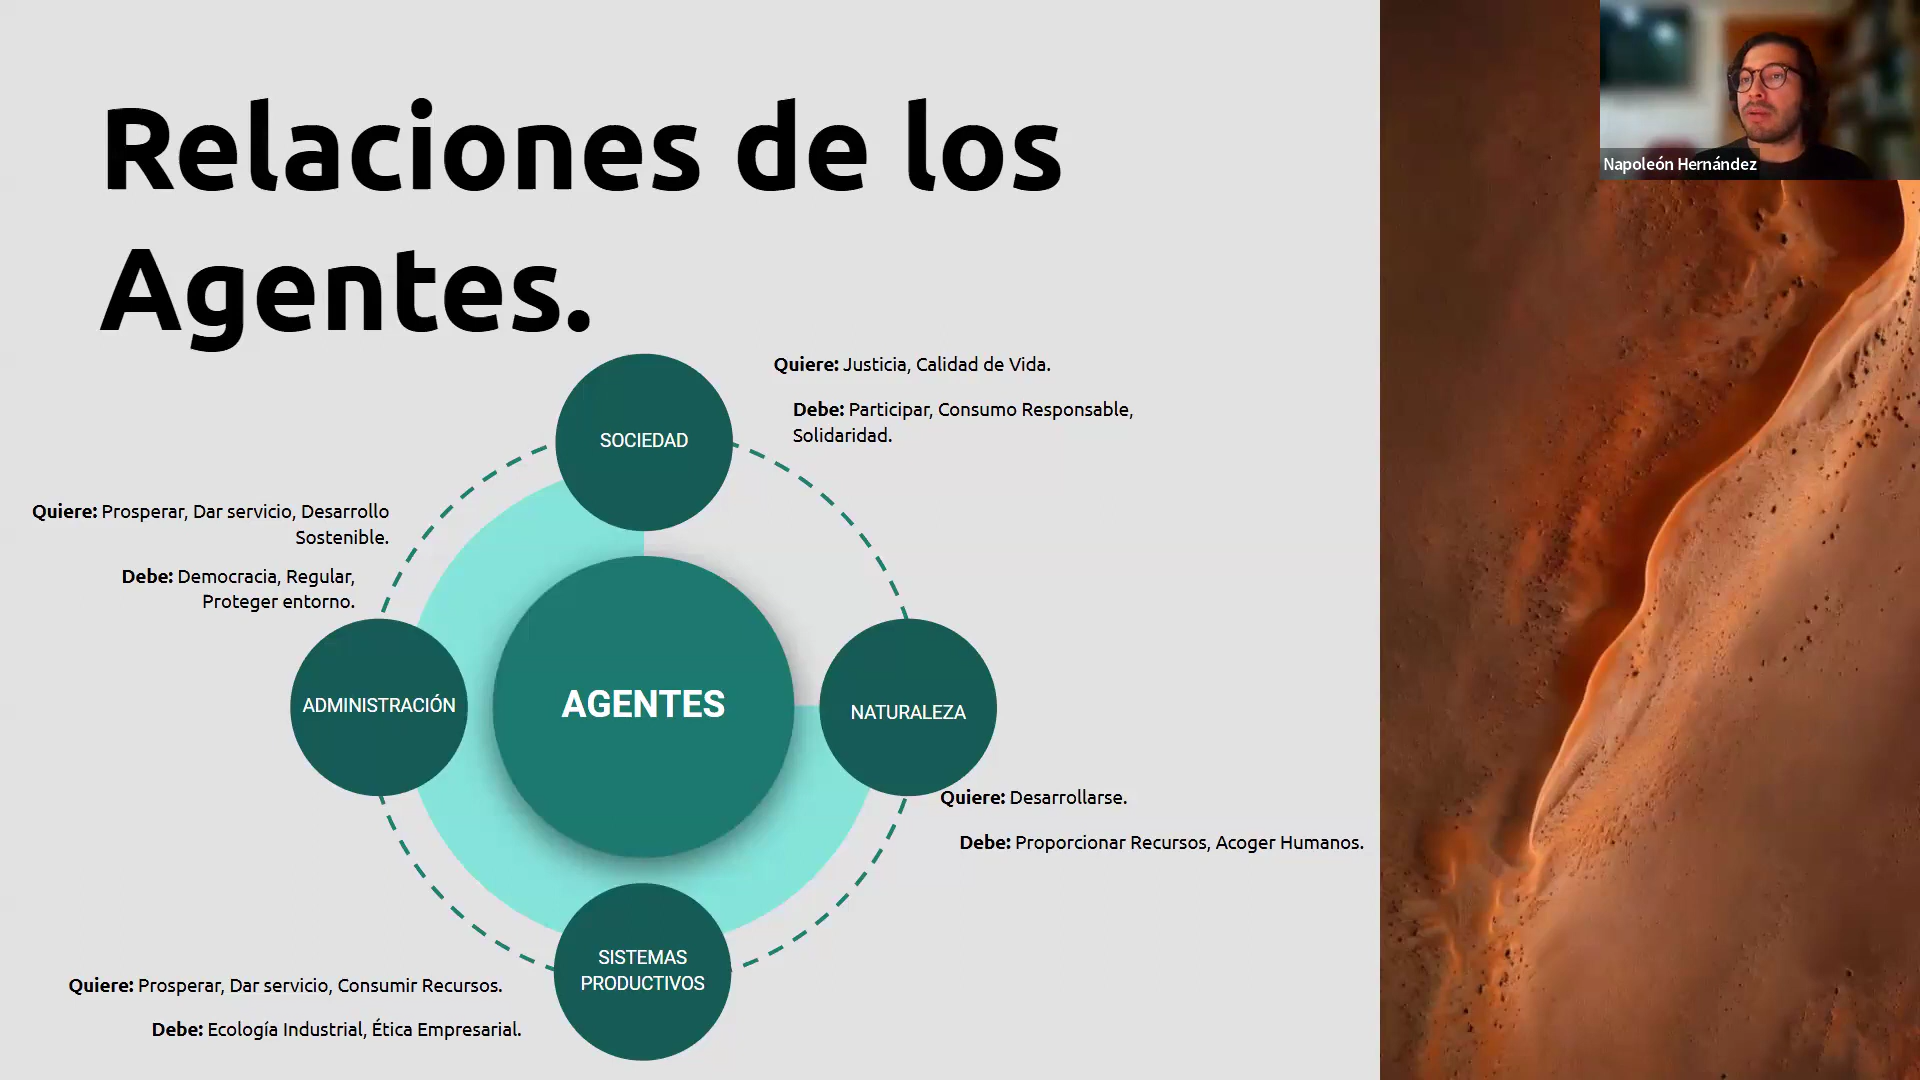 Relaciones de los
Agentes.
Napoleón Hernández
Quiere: Justicia, Calidad de Vida.
Debe: Participar, Consumo Responsable,
Solidaridad.
SOCIEDAD
Quiere: Prosperar, Dar servicio, Desarrollo
Sostenible.
Debe: Democracia, Regular,
Proteger entorno.
ADMINISTRACIÓN
AGENTES
NATURALEZA
Quiere: Desarrollarse.
Debe: Proporcionar Recursos, Acoger Humanos.
SISTEMAS
PRODUCTIVOS
Quiere: Prosperar, Dar servicio, Consumir Recursos.
Debe: Ecología Industrial, Ética Empresarial.